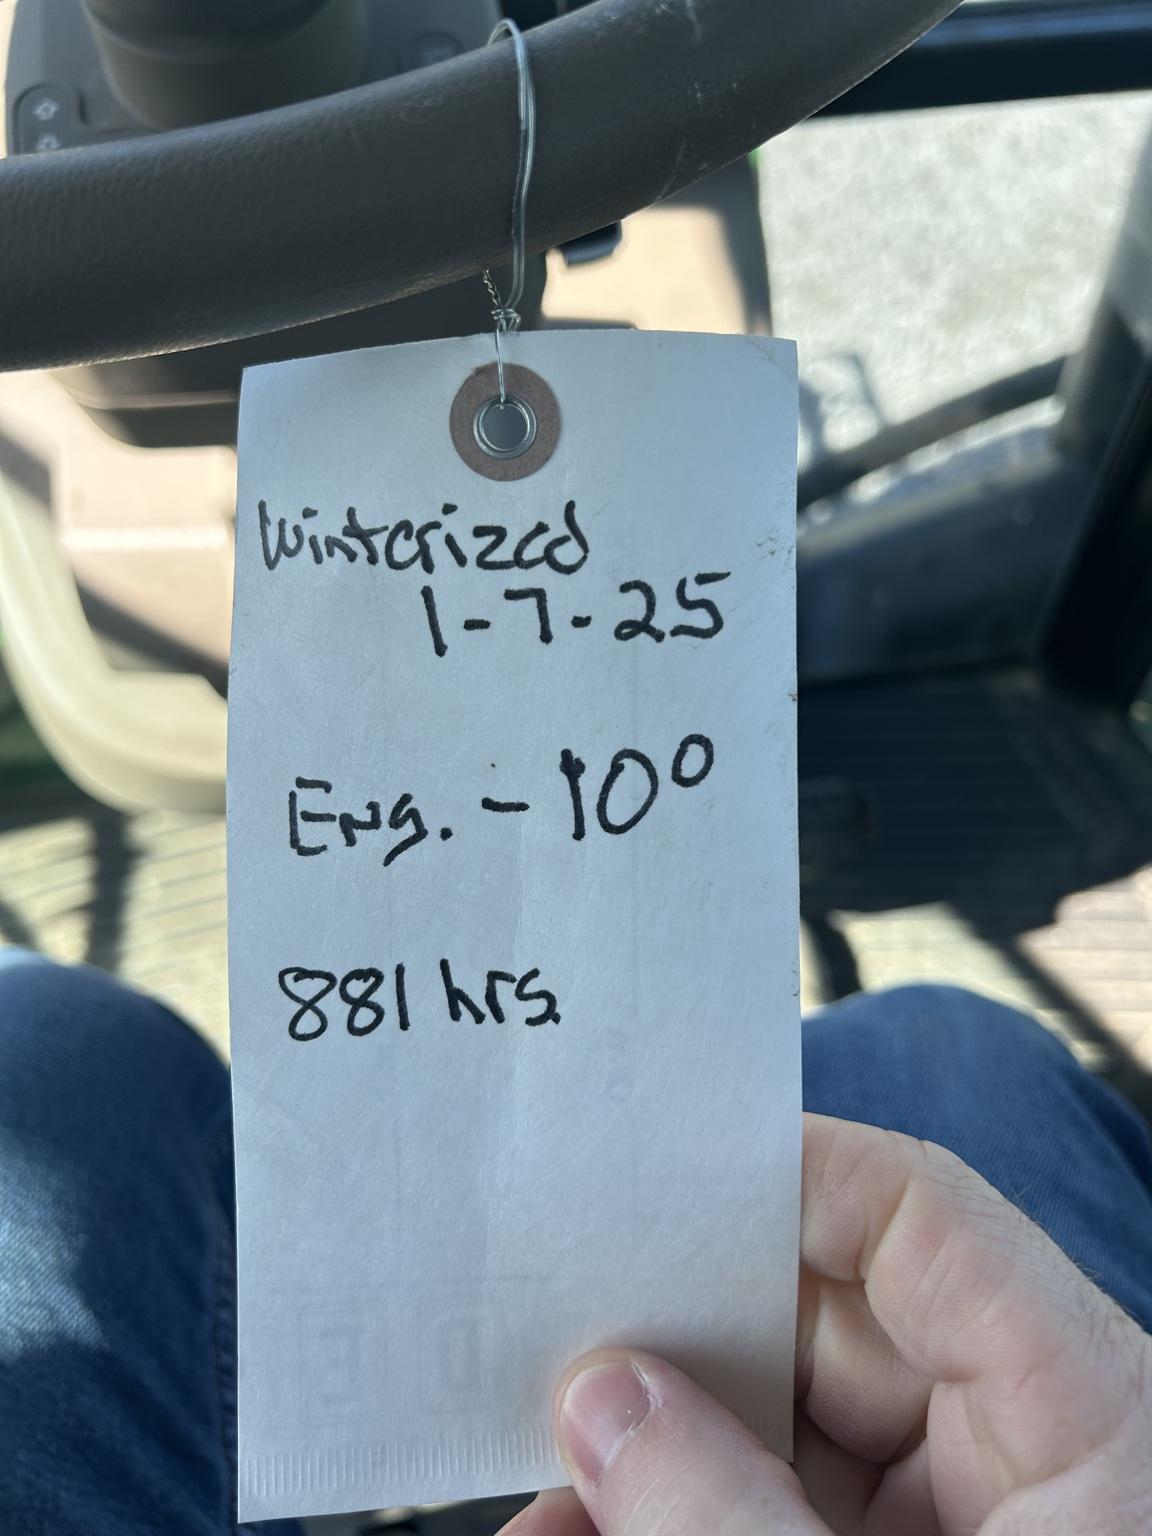 Winterized
1-7-25
Eng. -10°
881 hrs.